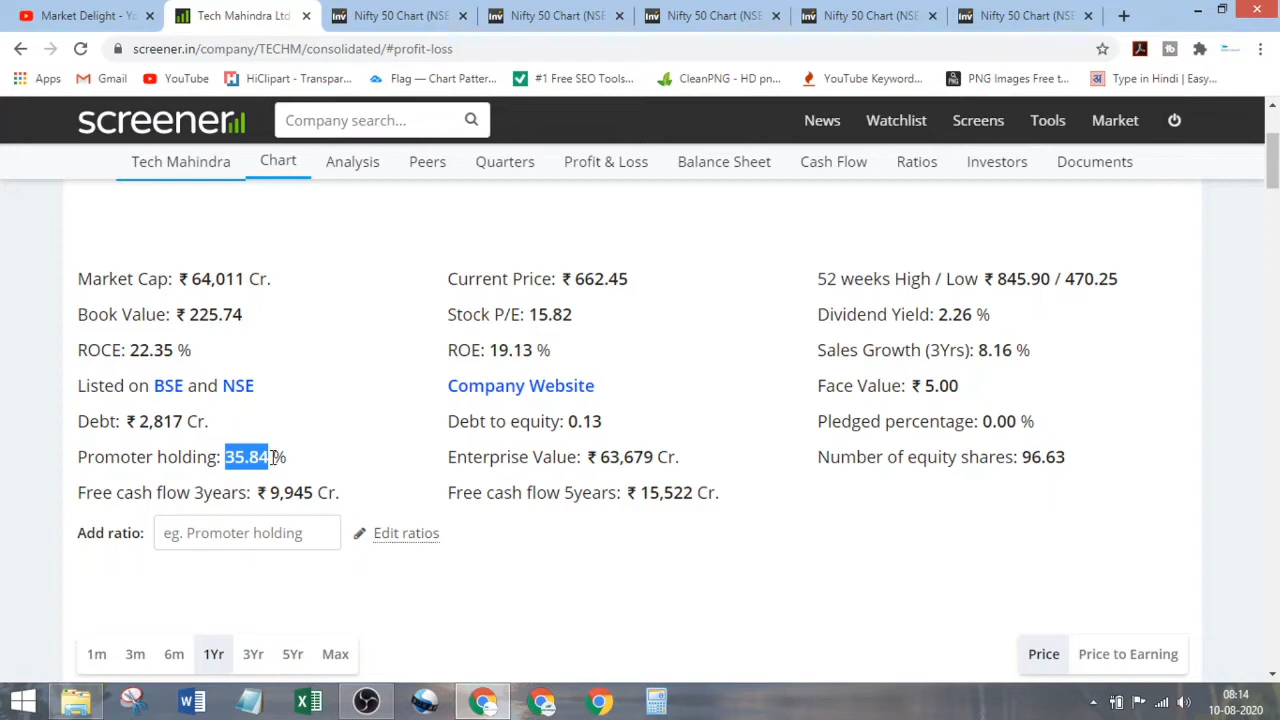 Market Delight - Yo
Tech Mahindra Ltd
Nifty 50 Chart (NSE
Nifty 50 Chart (NSE
Nifty 50 Chart (NSE
Nifty 50 Chart (NSE
Nifty 50 Chart (NSE
screener.in/company/TECHM/consolidated/#profit-loss
Apps
Gmail
YouTube
HiClipart - Transpar...
Flag — Chart Patter...
#1 Free SEO Tools...
CleanPNG - HD pn...
YouTube Keyword...
PNG Images Free t...
Type in Hindi | Easy...
screener
Company search...
News
Watchlist
Screens
Tools
Market
Tech Mahindra
Chart
Analysis
Peers
Quarters
Profit & Loss
Balance Sheet
Cash Flow
Ratios
Investors
Documents
Market Cap: ₹ 64,011 Cr.
Current Price: ₹ 662.45
52 weeks High / Low ₹ 845.90 / 470.25
Book Value: ₹ 225.74
Stock P/E: 15.82
Dividend Yield: 2.26 %
ROCE: 22.35 %
ROE: 19.13 %
Sales Growth (3Yrs): 8.16 %
Listed on BSE and NSE
Company Website
Face Value: ₹ 5.00
Debt: ₹ 2,817 Cr.
Debt to equity: 0.13
Pledged percentage: 0.00 %
Promoter holding: 35.84 %
Enterprise Value: ₹ 63,679 Cr.
Number of equity shares: 96.63
Free cash flow 3years: ₹ 9,945 Cr.
Free cash flow 5years: ₹ 15,522 Cr.
Add ratio:
eg. Promoter holding
Edit ratios
1m
3m
6m
1Yr
3Yr
5Yr
Max
Price
Price to Earning
08:14
10-08-2020